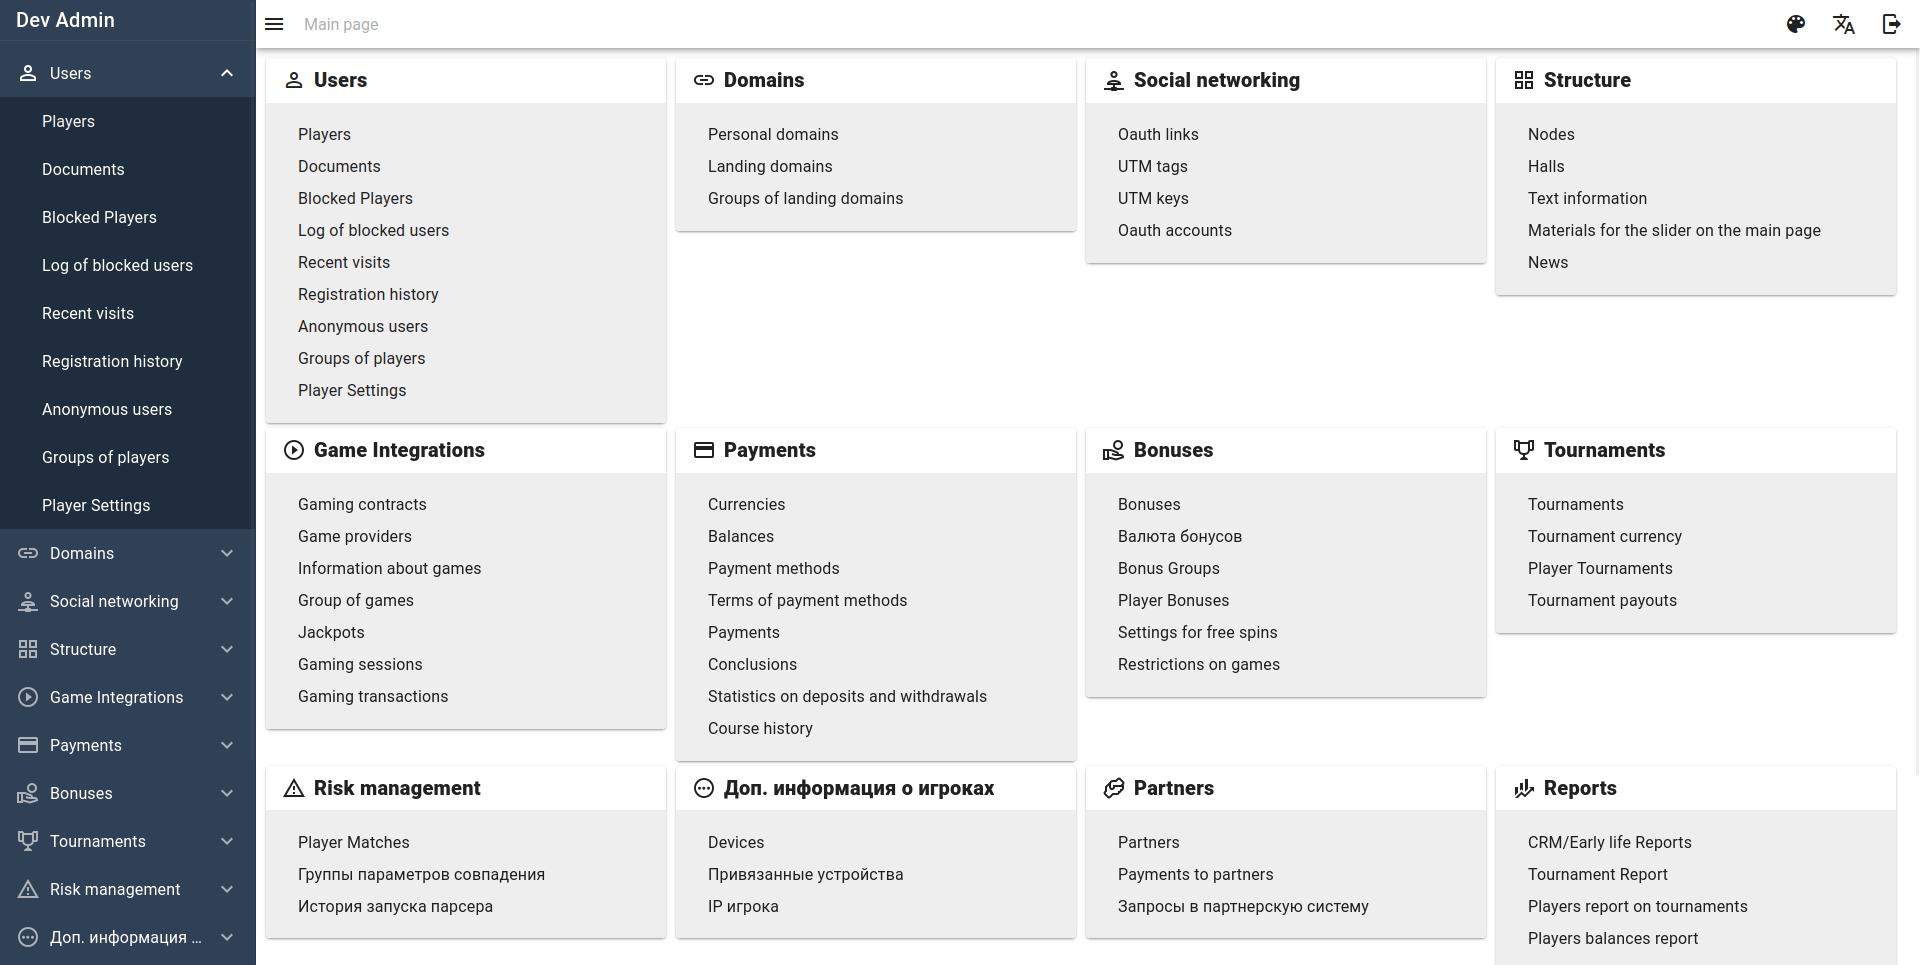 Dev Admin
Main page
Users
Players
Documents
Blocked Players
Log of blocked users
Recent visits
Registration history
Anonymous users
Groups of players
Player Settings
Domains
Social networking
Structure
Game Integrations
Payments
Bonuses
Tournaments
Risk management
Доп. информация ...
Users
Players
Documents
Blocked Players
Log of blocked users
Recent visits
Registration history
Anonymous users
Groups of players
Player Settings
Domains
Personal domains
Landing domains
Groups of landing domains
Social networking
Oauth links
UTM tags
UTM keys
Oauth accounts
Structure
Nodes
Halls
Text information
Materials for the slider on the main page
News
Game Integrations
Gaming contracts
Game providers
Information about games
Group of games
Jackpots
Gaming sessions
Gaming transactions
Payments
Currencies
Balances
Payment methods
Terms of payment methods
Payments
Conclusions
Statistics on deposits and withdrawals
Course history
Bonuses
Bonuses
Валюта бонусов
Bonus Groups
Player Bonuses
Settings for free spins
Restrictions on games
Tournaments
Tournaments
Tournament currency
Player Tournaments
Tournament payouts
Risk management
Player Matches
Группы параметров совпадения
История запуска парсера
Доп. информация о игроках
Devices
Привязанные устройства
IP игрока
Partners
Partners
Payments to partners
Запросы в партнерскую систему
Reports
CRM/Early life Reports
Tournament Report
Players report on tournaments
Players balances report